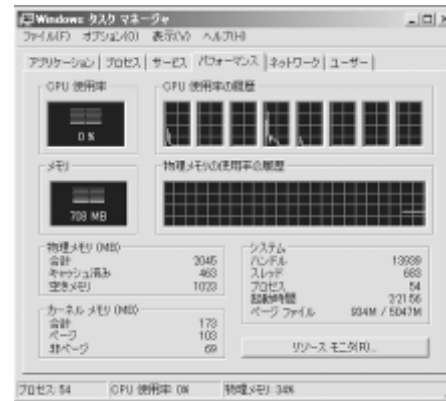 Windows タスク マネージャ
ファイル(F) オプション(O) 表示(V) ヘルプ(H)
アプリケーション プロセス サービス パフォーマンス ネットワーク ユーザー
CPU 使用率 CPU 使用率の履歴
0 %
メモリ 物理メモリの使用率の履歴
708 MB
物理メモリ (MB)
合計 2045
キャッシュ済み 463
空きメモリ 1023
カーネル メモリ (MB)
合計 173
ページ 103
非ページ 69
システム
ハンドル 13939
スレッド 683
プロセス 54
起動時間 2:21:56
ページ ファイル 934M / 5047M
リソース モニタ(R)...
プロセス: 54 CPU 使用率: 0% 物理メモリ: 34%